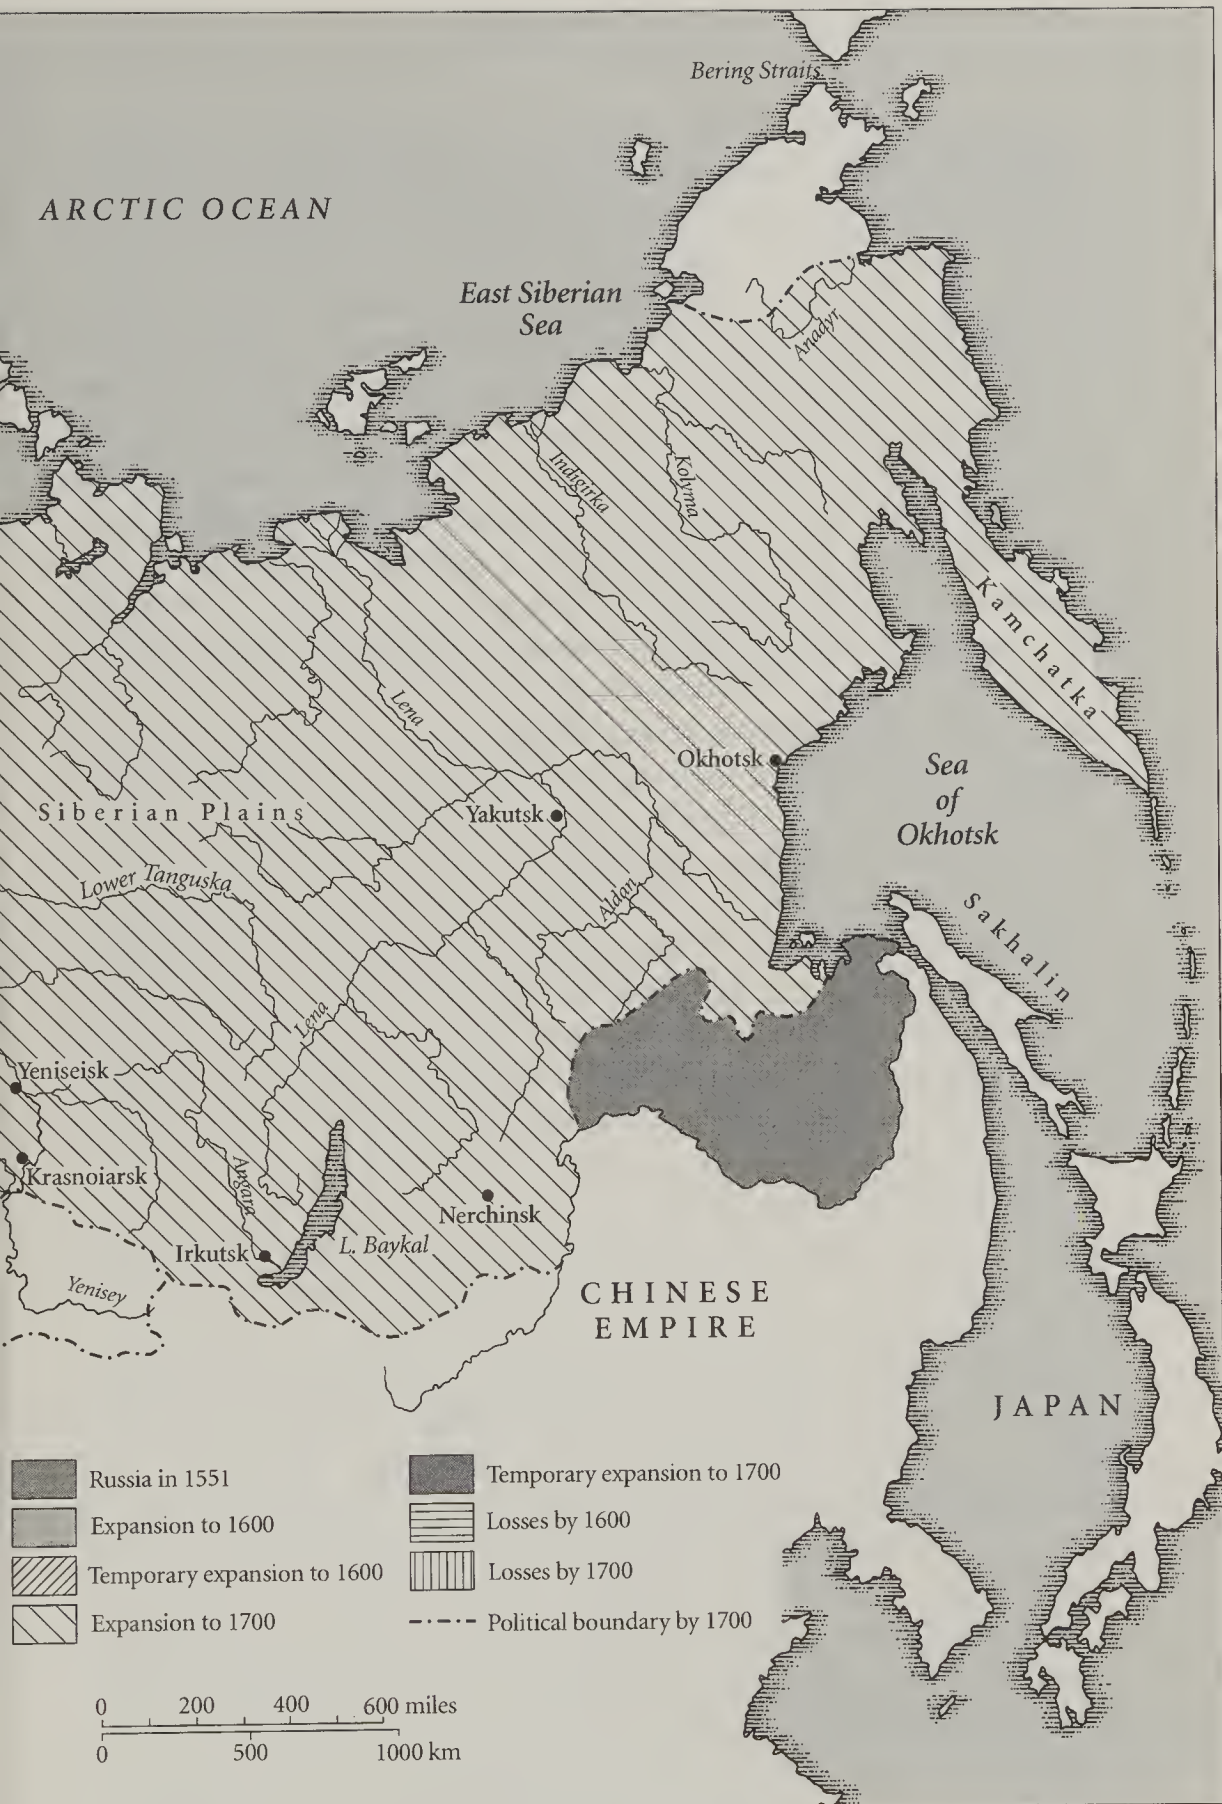 Bering Straits
ARCTIC OCEAN
East Siberian
Sea
Anadyr
Indigirka
Kolyma
Kamchatka
Lena
Okhotsk
Sea
of
Okhotsk
Siberian Plains
Yakutsk
Lower Tanguska
Aldan
Sakhalin
Lena
Yeniseisk
Krasnoiarsk
Angara
Nerchinsk
Irkutsk
L. Baykal
Yenisey
CHINESE
EMPIRE
JAPAN
Russia in 1551
Expansion to 1600
Temporary expansion to 1600
Expansion to 1700
Temporary expansion to 1700
Losses by 1600
Losses by 1700
Political boundary by 1700
0 200 400 600 miles
0 500 1000 km